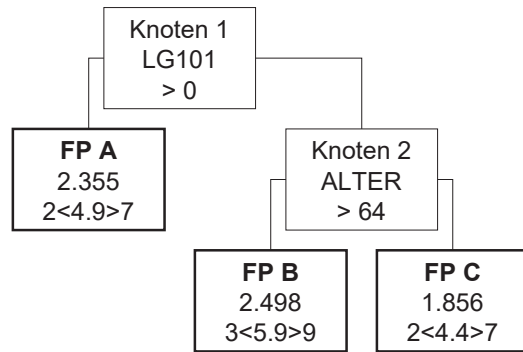 Knoten 1
LG101
> 0
FP A
2.355
2<4.9>7
Knoten 2
ALTER
> 64
FP B
2.498
3<5.9>9
FP C
1.856
2<4.4>7